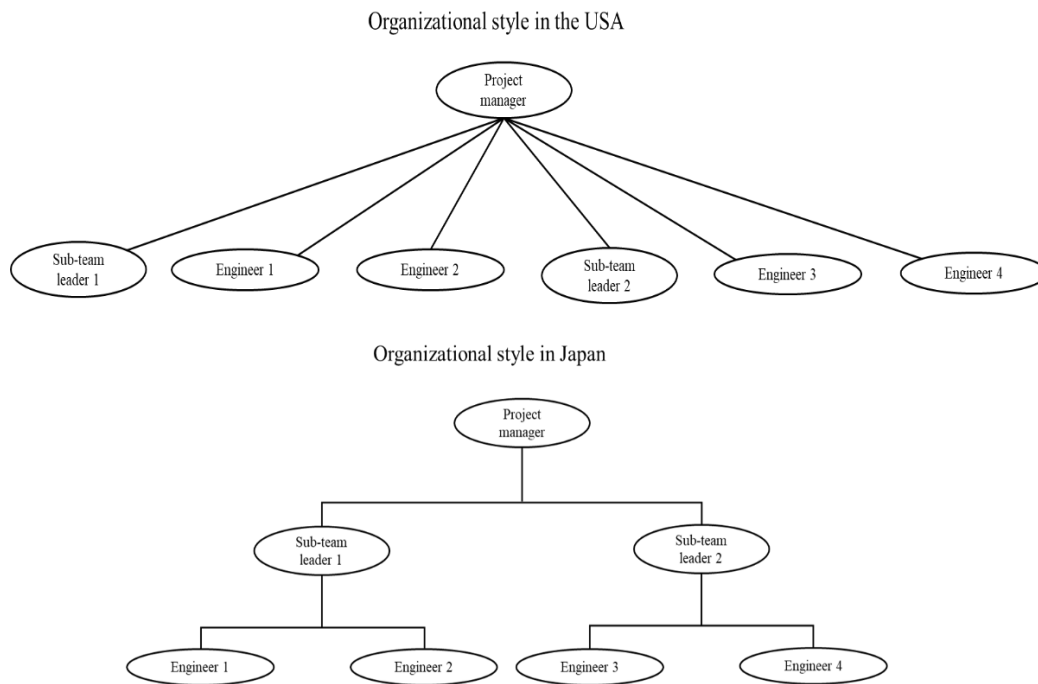 Organizational style in the USA
Project
manager
Sub-team
leader 1
Engineer 1
Engineer 2
Sub-team
leader 2
Engineer 3
Engineer 4
Organizational style in Japan
Project
manager
Sub-team
leader 1
Sub-team
leader 2
Engineer 1
Engineer 2
Engineer 3
Engineer 4